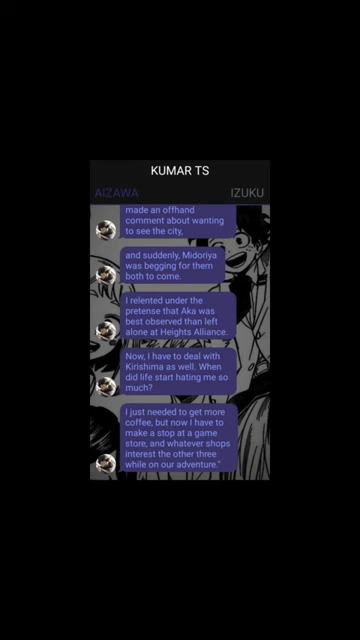 KUMAR TS
AIZAWA
IZUKU
made an offhand
comment about wanting
to see the city,
and suddenly, Midoriya
was begging for them
both to come.
I relented under the
pretense that Aka was
best observed than left
alone at Heights Alliance.
Now, I have to deal with
Kirishima as well. When
did life start hating me so
much?
I just needed to get more
coffee, but now I have to
make a stop at a game
store, and whatever shops
interest the other three
while on our adventure."